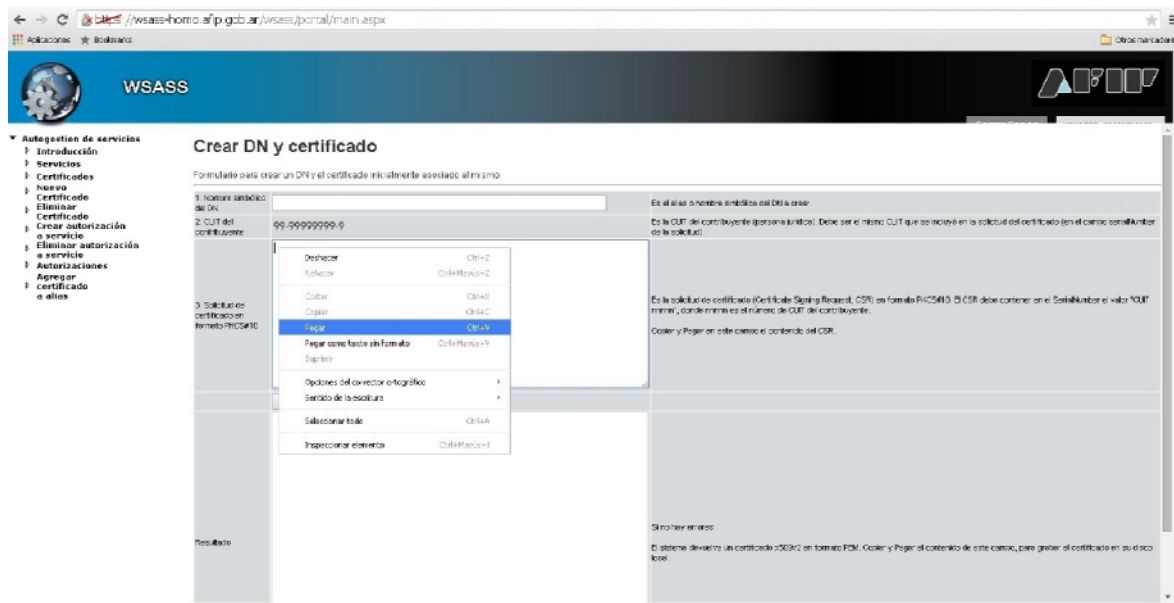 https://wsass-homo.afip.gob.ar/wsass/portal/main.aspx
Aplicaciones Bookmarks
Otros marcadores
WSASS
AFIP
Autogestion de servicios
Introducción
Servicios
Certificados
Nuevo
Certificado
Eliminar
Certificado
Crear autorización
a servicio
Eliminar autorización
a servicio
Autorizaciones
Agregar
certificado
a alias
Crear DN y certificado
Formulario para crear un DN y el certificado inicialmente asociado al mismo.
1. Nombre simbólico
del DN
Es el alias o nombre simbólico del DN a crear
2. CUIT del
contribuyente
99-99999999-9
Es la CUIT del contribuyente (persona jurídica). Debe ser el mismo CUIT que se incluyó en la solicitud del certificado (en el campo serialNumber
de la solicitud).
3. Solicitud de
certificado en
formato PKCS#10
Deshacer Ctrl+Z
Rehacer Ctrl+Mayús+Z
Cortar Ctrl+X
Copiar Ctrl+C
Pegar Ctrl+V
Pegar como texto sin formato Ctrl+Mayús+V
Suprimir
Opciones del corrector ortográfico
Sentido de la escritura
Seleccionar todo Ctrl+A
Inspeccionar elemento Ctrl+Mayús+I
Es la solicitud de certificado (Certificate Signing Request, CSR) en formato PKCS#10. El CSR debe contener en el SerialNumber el valor "CUIT
nnnnn", donde nnnnn es el número de CUIT del contribuyente.
Copiar y Pegar en este campo el contenido del CSR.
Resultado
Si no hay errores:
El sistema devuelve un certificado x509v2 en formato PEM. Copiar y Pegar el contenido de este campo, para grabar el certificado en su disco
local.